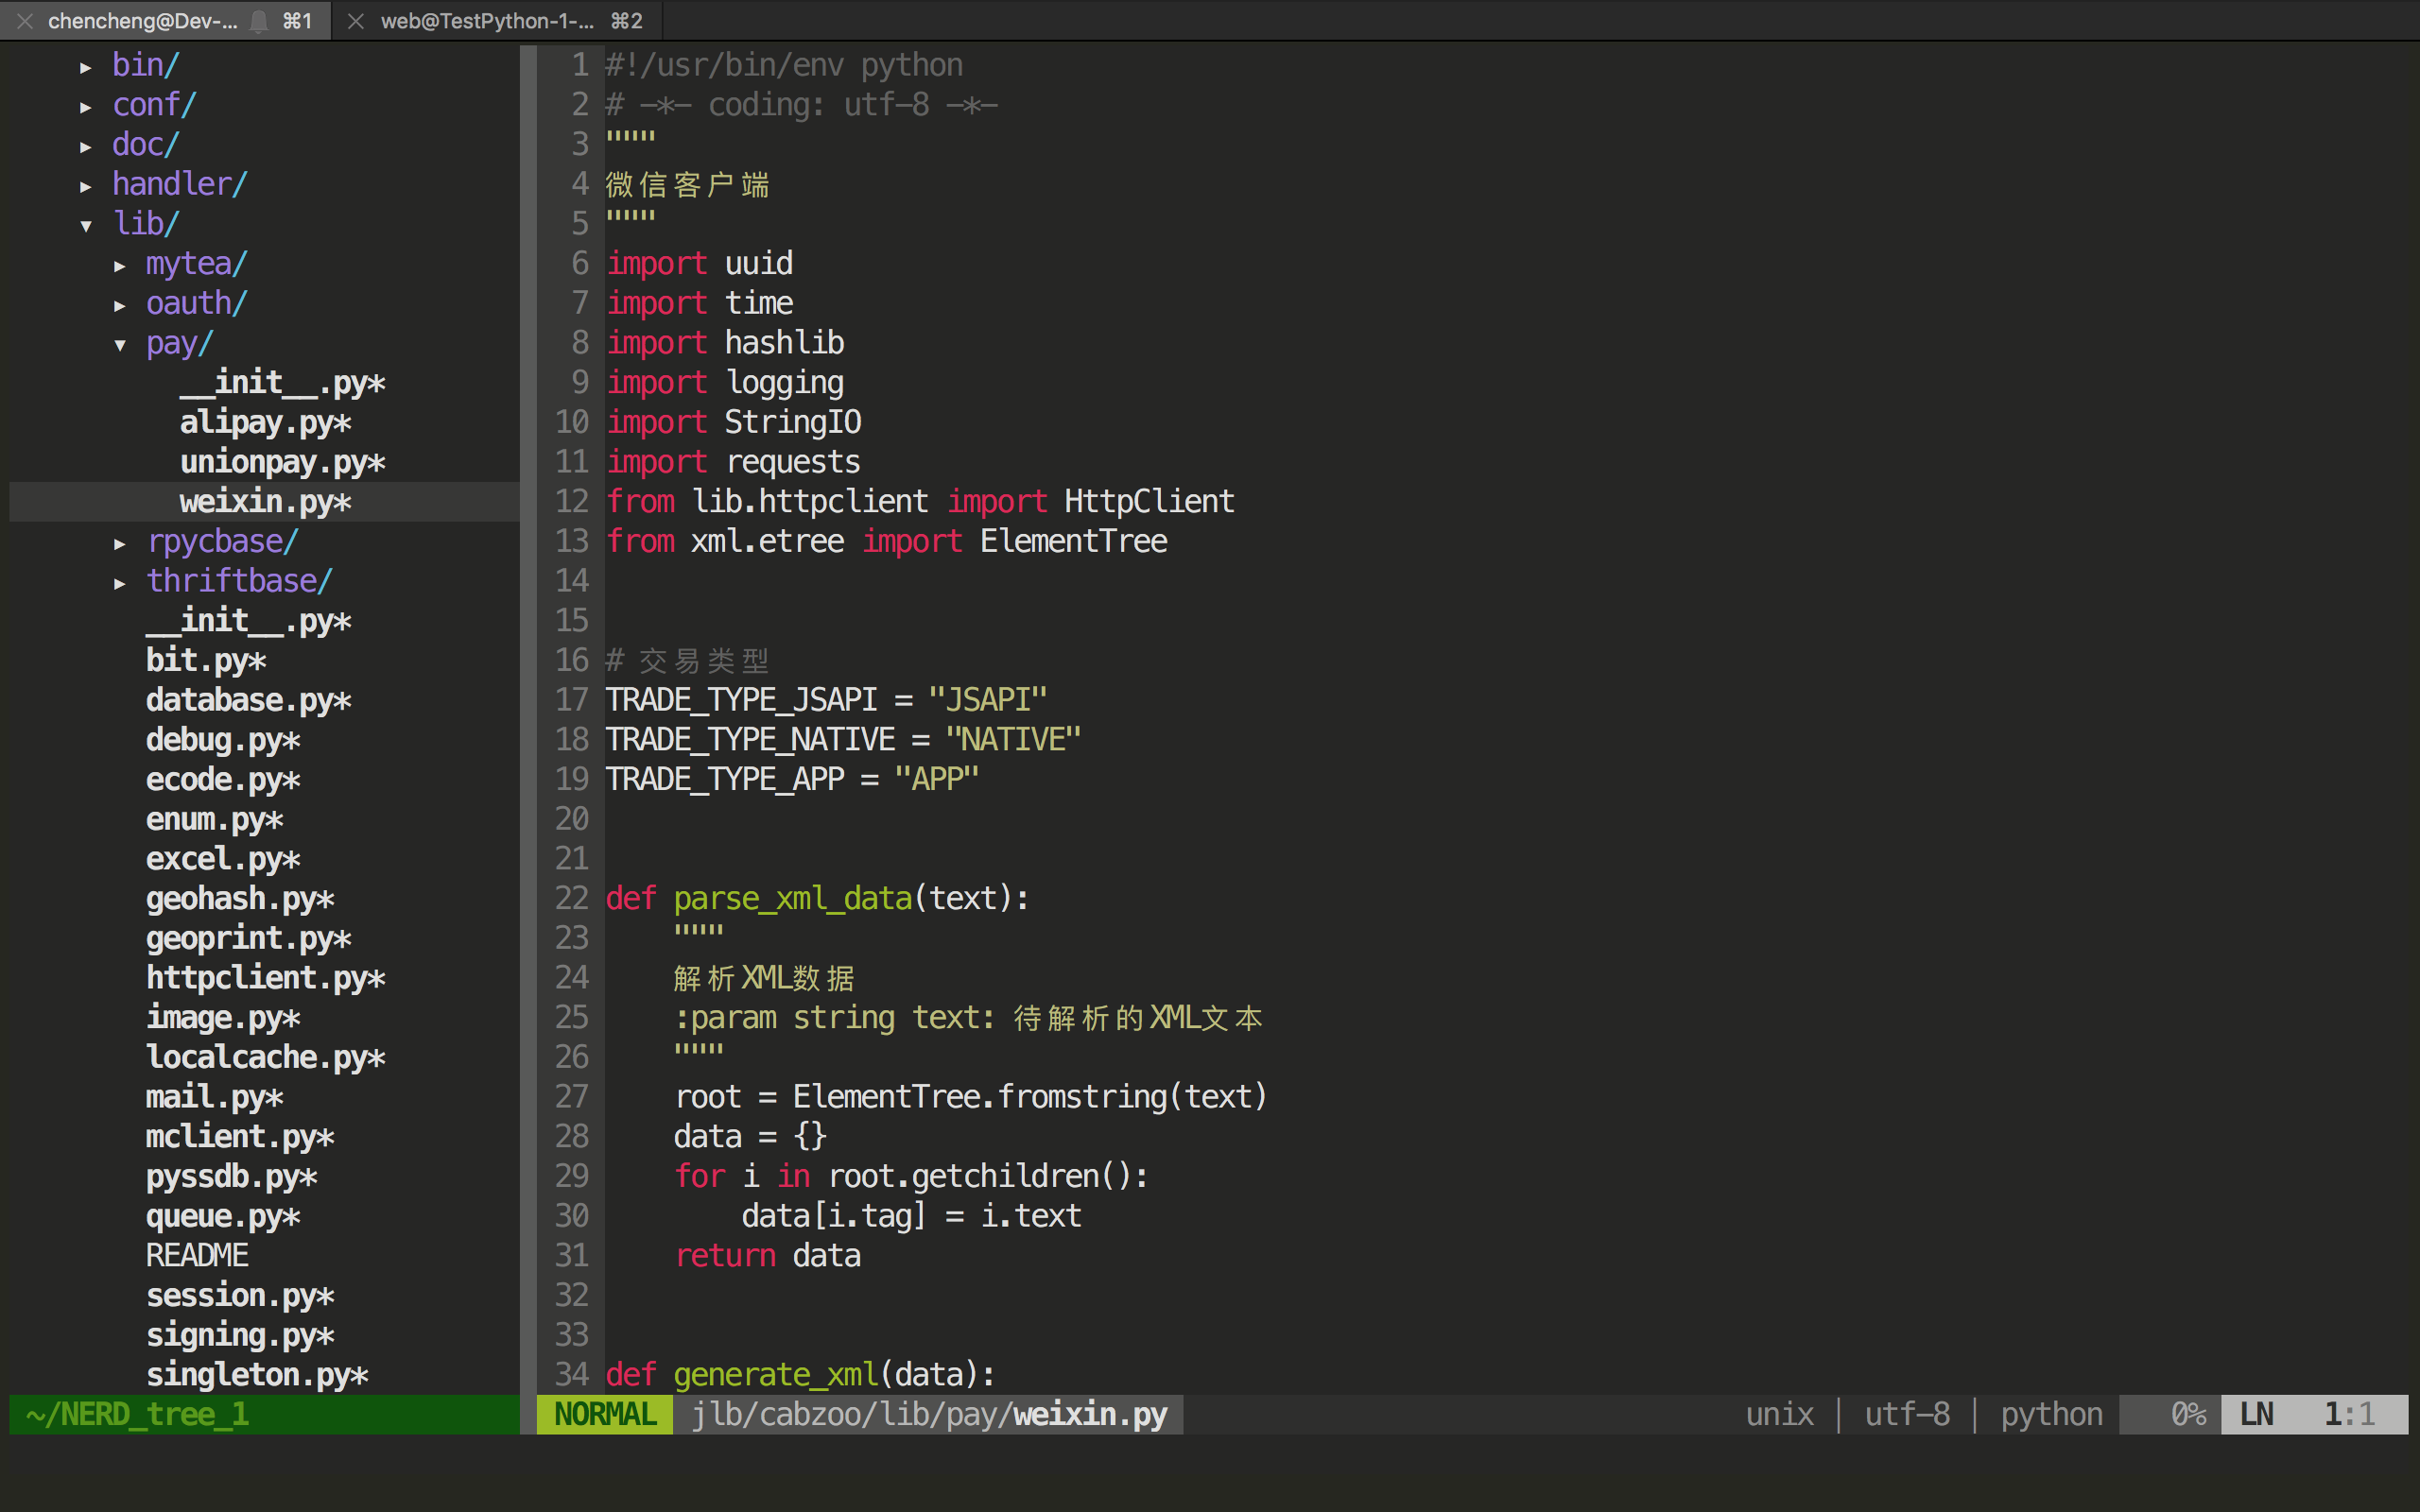 chencheng@Dev-... ⌘1
web@TestPython-1-... ⌘2
▸ bin/
▸ conf/
▸ doc/
▸ handler/
▾ lib/
▸ mytea/
▸ oauth/
▾ pay/
__init__.py*
alipay.py*
unionpay.py*
weixin.py*
▸ rpycbase/
▸ thriftbase/
__init__.py*
bit.py*
database.py*
debug.py*
ecode.py*
enum.py*
excel.py*
geohash.py*
geoprint.py*
httpclient.py*
image.py*
localcache.py*
mail.py*
mclient.py*
pyssdb.py*
queue.py*
README
session.py*
signing.py*
singleton.py*
~/NERD_tree_1
1 #!/usr/bin/env python
2 # -*- coding: utf-8 -*-
3 """
4 微信客户端
5 """
6 import uuid
7 import time
8 import hashlib
9 import logging
10 import StringIO
11 import requests
12 from lib.httpclient import HttpClient
13 from xml.etree import ElementTree
14
15
16 # 交易类型
17 TRADE_TYPE_JSAPI = "JSAPI"
18 TRADE_TYPE_NATIVE = "NATIVE"
19 TRADE_TYPE_APP = "APP"
20
21
22 def parse_xml_data(text):
23     """
24     解析XML数据
25     :param string text: 待解析的XML文本
26     """
27     root = ElementTree.fromstring(text)
28     data = {}
29     for i in root.getchildren():
30         data[i.tag] = i.text
31     return data
32
33
34 def generate_xml(data):
NORMAL jlb/cabzoo/lib/pay/weixin.py unix | utf-8 | python 0% LN 1:1